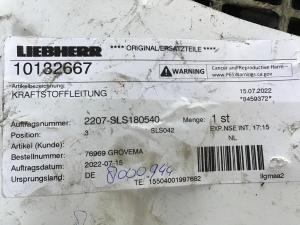 LIEBHERR
**** ORIGINAL/ERSATZTEILE ****
10132667
WARNING
Cancer and Reproductive Harm -
www.P65Warnings.ca.gov
Artikelbezeichnung:
KRAFTSTOFFLEITUNG
15.07.2022
*8459372*
Auftragsnummer: 2207-SLS180540 Menge: 1 st
Position: 3 SLS042 EXP.NSE INT. 17:15
Artikel (Kunde): NL
Bestellnummer: 76969 GROVEMA
Auftragsdatum: 2022-07-15
Ursprungsland: DE
8000944
TE: 15504001997682
llgmaa2